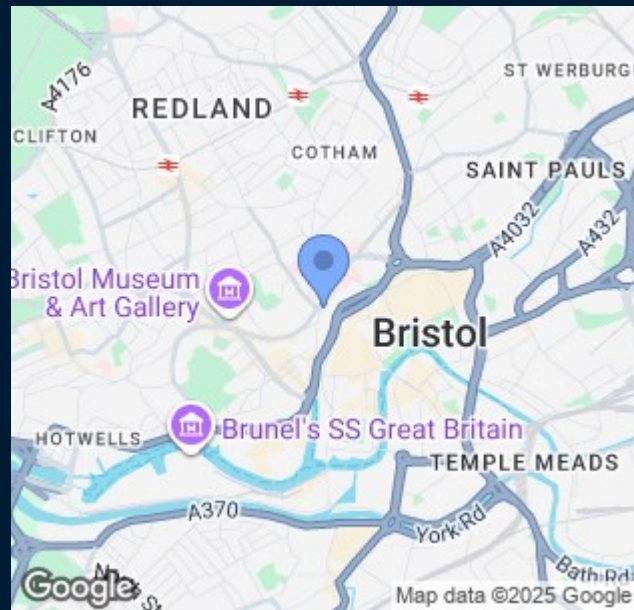 A4176
ST WERBURG
REDLAND
CLIFTON
COTHAM
SAINT PAULS
A4032
A432
Bristol Museum
& Art Gallery
Bristol
HOTWELLS
Brunel's SS Great Britain
TEMPLE MEADS
A370
York Rd
Bath Rd
Google
Map data ©2025 Google